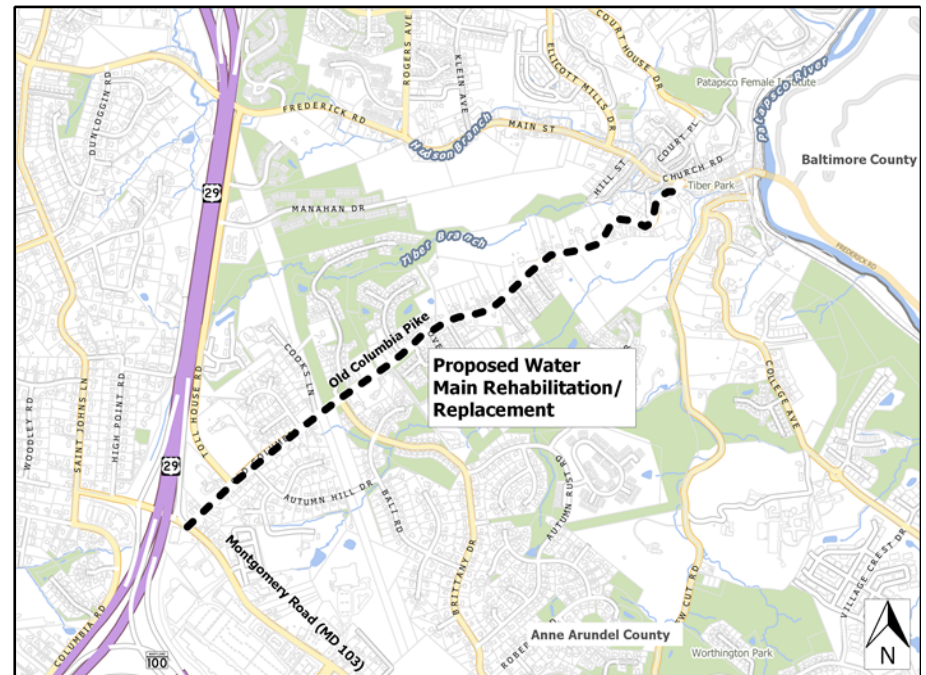 COURT HOUSE DR
ROGERS AVE
KLEIN AVE
ELLICOTT MILLS DR
Patapsco Female Institute
Patapsco River
DUNLOGGIN RD
FREDERICK RD
Hudson Branch
MAIN ST
COURT PL
Baltimore County
HILL ST
CHURCH RD
Tiber Park
29
MANAHAN DR
Tiber Branch
FREDERICK RD
Old Columbia Pike
COOKS LN
Proposed Water
Main Rehabilitation/
Replacement
COLLEGE AVE
TOLL HOUSE RD
WOODLEY RD
SAINT JOHNS LN
HIGH POINT RD
29
AUTUMN HILL DR
BALI RD
AUTUMN RUST RD
Montgomery Road (MD 103)
BRITTANY DR
VILLAGE CREST DR
COLUMBIA RD
Anne Arundel County
Worthington Park
MARYLAND
100
N